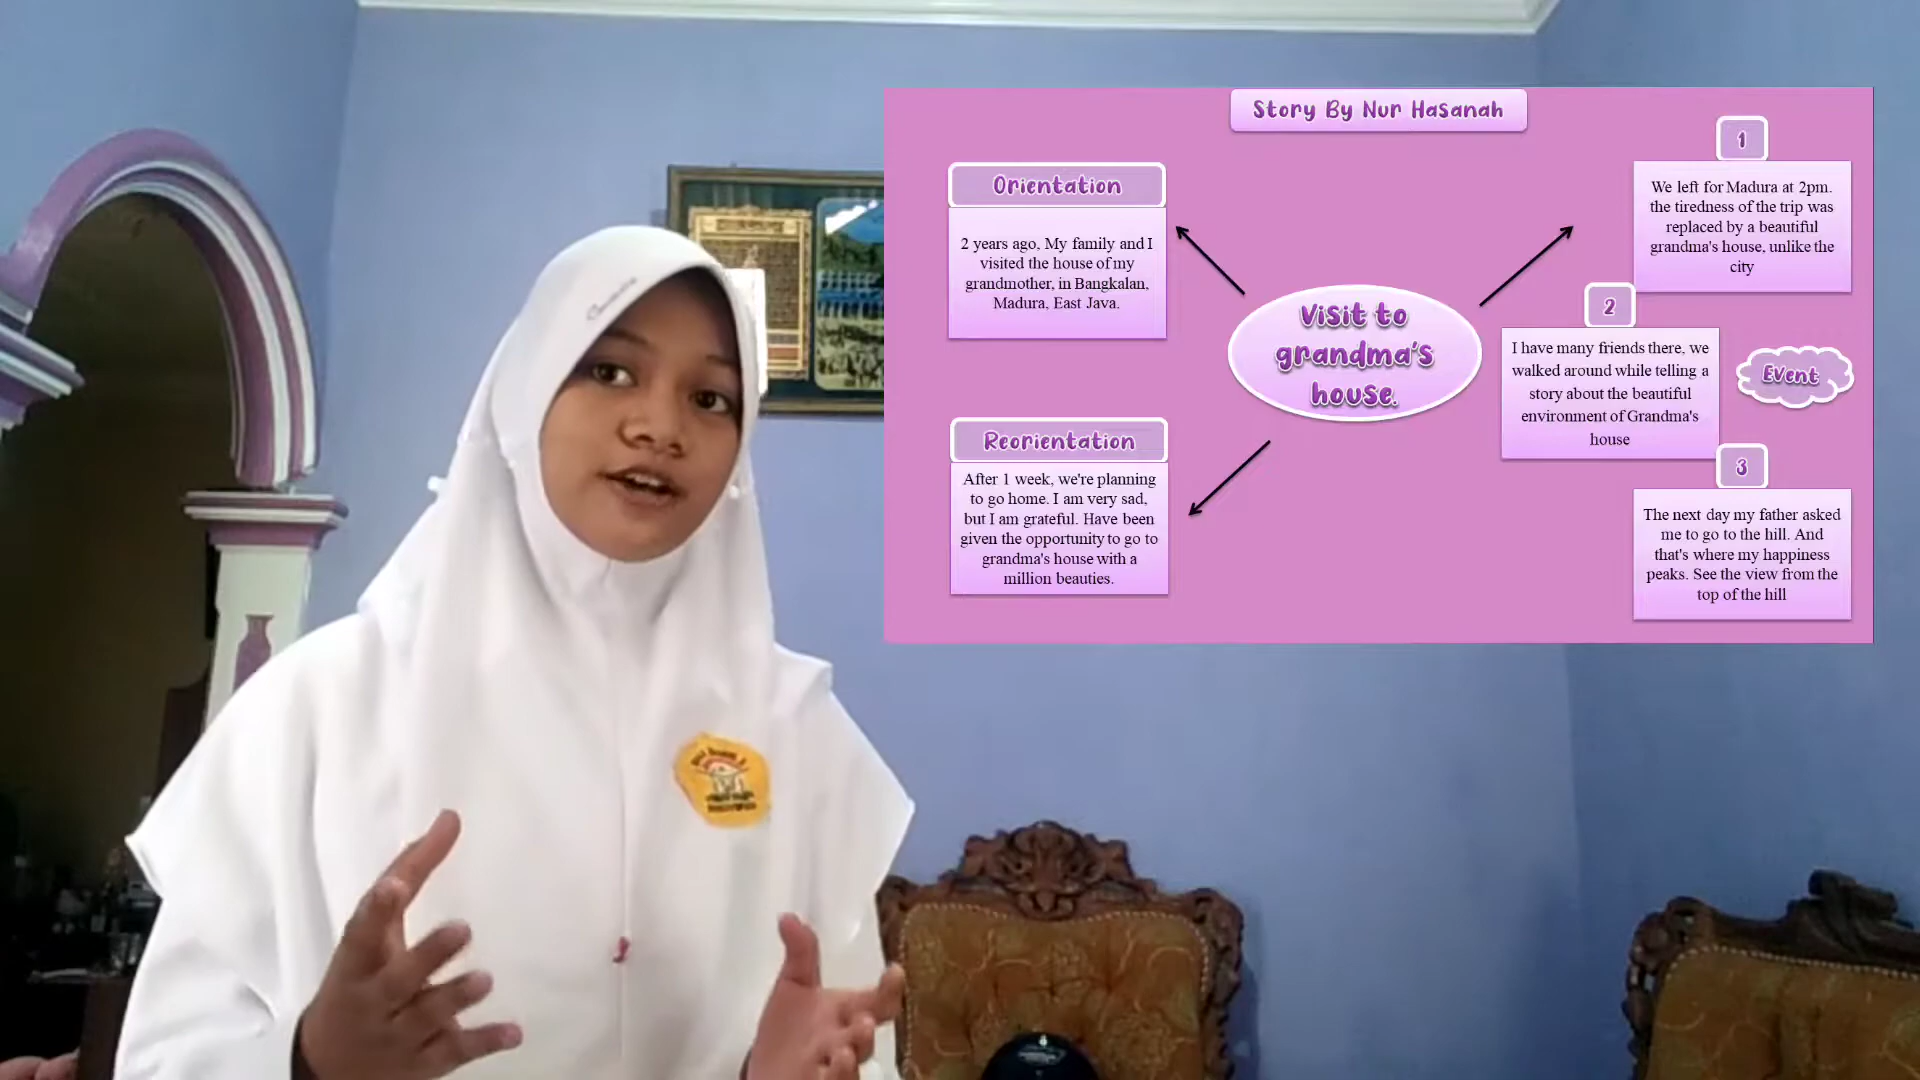 Story By Nur Hasanah
Orientation
2 years ago, My family and I
visited the house of my
grandmother, in Bangkalan,
Madura, East Java.
Reorientation
After 1 week, we're planning
to go home. I am very sad,
but I am grateful. Have been
given the opportunity to go to
grandma's house with a
million beauties.
Visit to
grandma's
house.
1
We left for Madura at 2pm.
the tiredness of the trip was
replaced by a beautiful
grandma's house, unlike the
city
2
I have many friends there, we
walked around while telling a
story about the beautiful
environment of Grandma's
house
Event
3
The next day my father asked
me to go to the hill. And
that's where my happiness
peaks. See the view from the
top of the hill